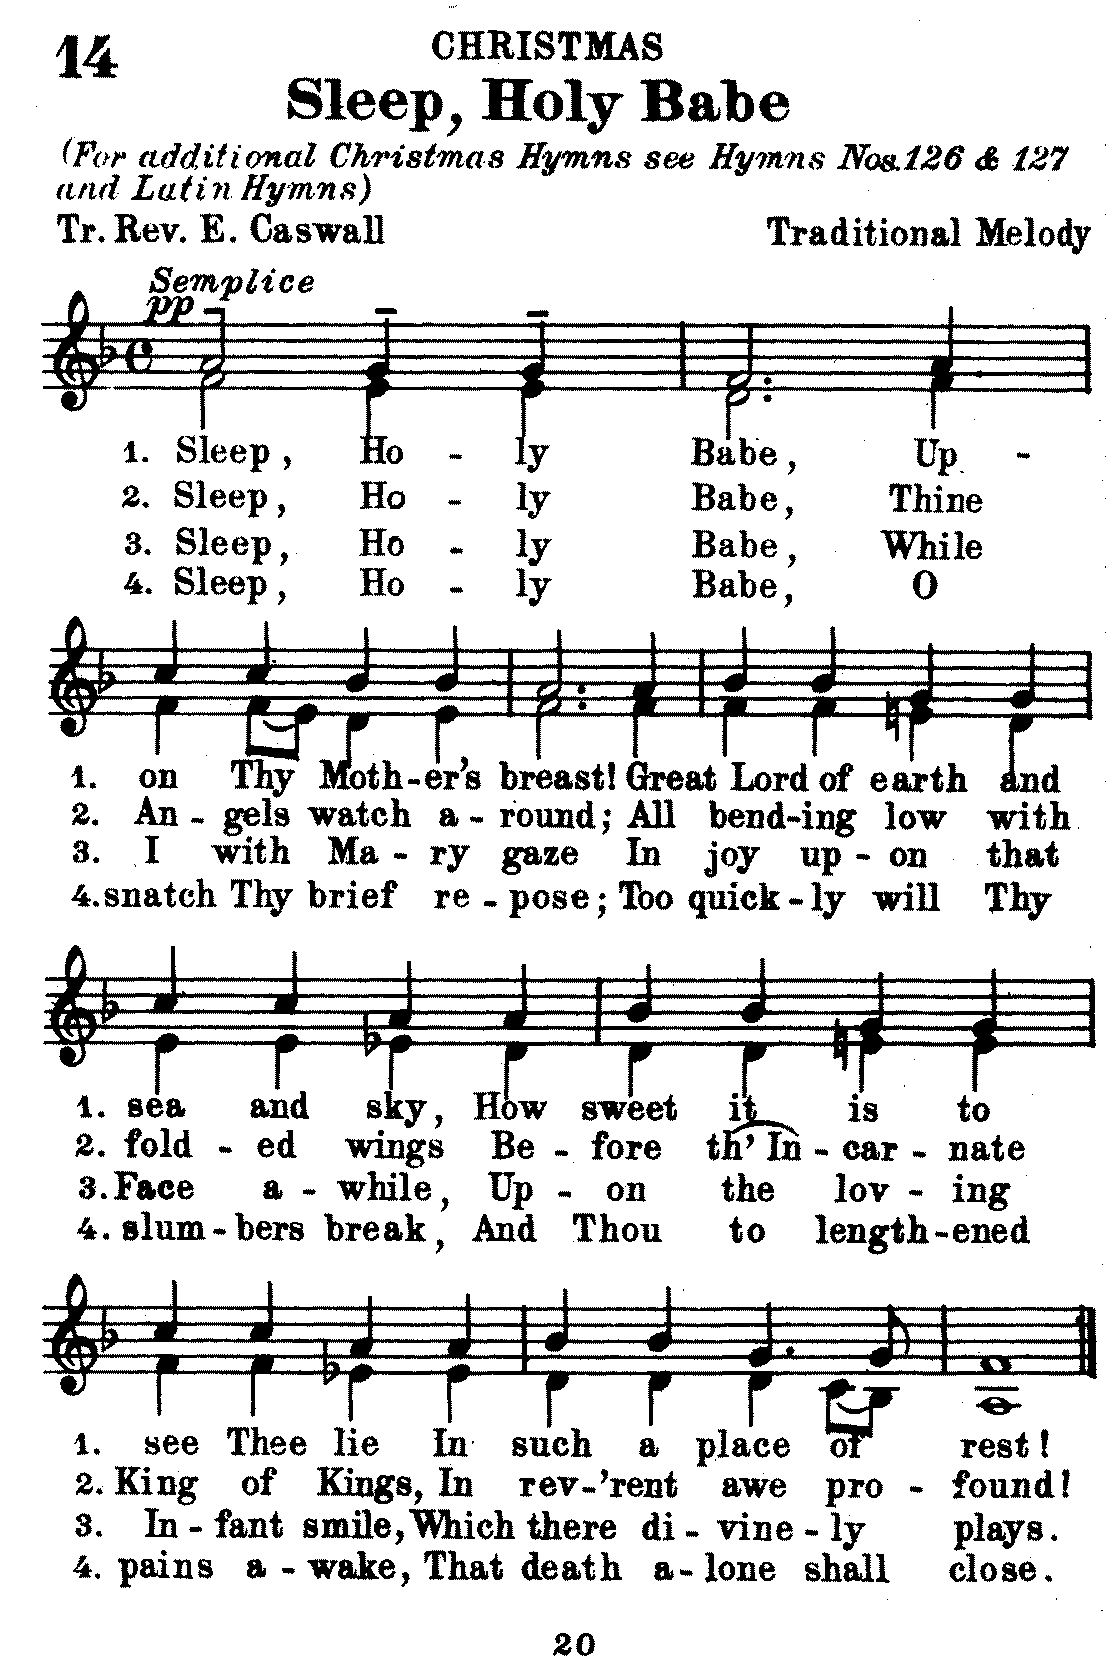 14
CHRISTMAS
Sleep, Holy Babe
(For additional Christmas Hymns see Hymns Nos. 126 & 127
and Latin Hymns)
Tr. Rev. E. Caswall Traditional Melody
Semplice
pp
1. Sleep, Ho - ly Babe, Up -
2. Sleep, Ho - ly Babe, Thine
3. Sleep, Ho - ly Babe, While
4. Sleep, Ho - ly Babe, O
1. on Thy Moth-er's breast! Great Lord of earth and
2. An - gels watch a - round; All bend-ing low with
3. I with Ma - ry gaze In joy up - on that
4. snatch Thy brief re - pose; Too quick - ly will Thy
1. sea and sky, How sweet it is to
2. fold - ed wings Be - fore th' In - car - nate
3. Face a - while, Up - on the lov - ing
4. slum - bers break, And Thou to length-ened
1. see Thee lie In such a place of rest!
2. King of Kings, In rev-'rent awe pro - found!
3. In - fant smile, Which there di - vine - ly plays.
4. pains a - wake, That death a - lone shall close.
20